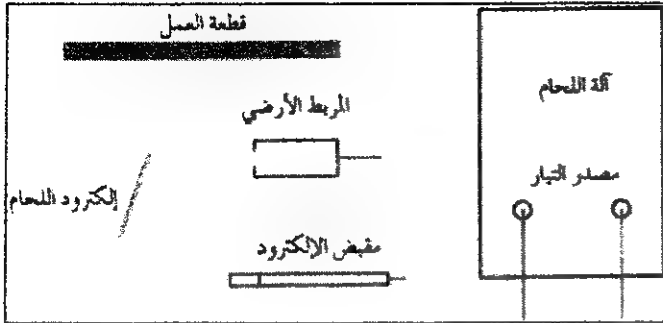 قطعة العمل
آلة اللحام
المربط الأرضي
مصدر التيار
إلكترود اللحام
مقبض الإلكترود